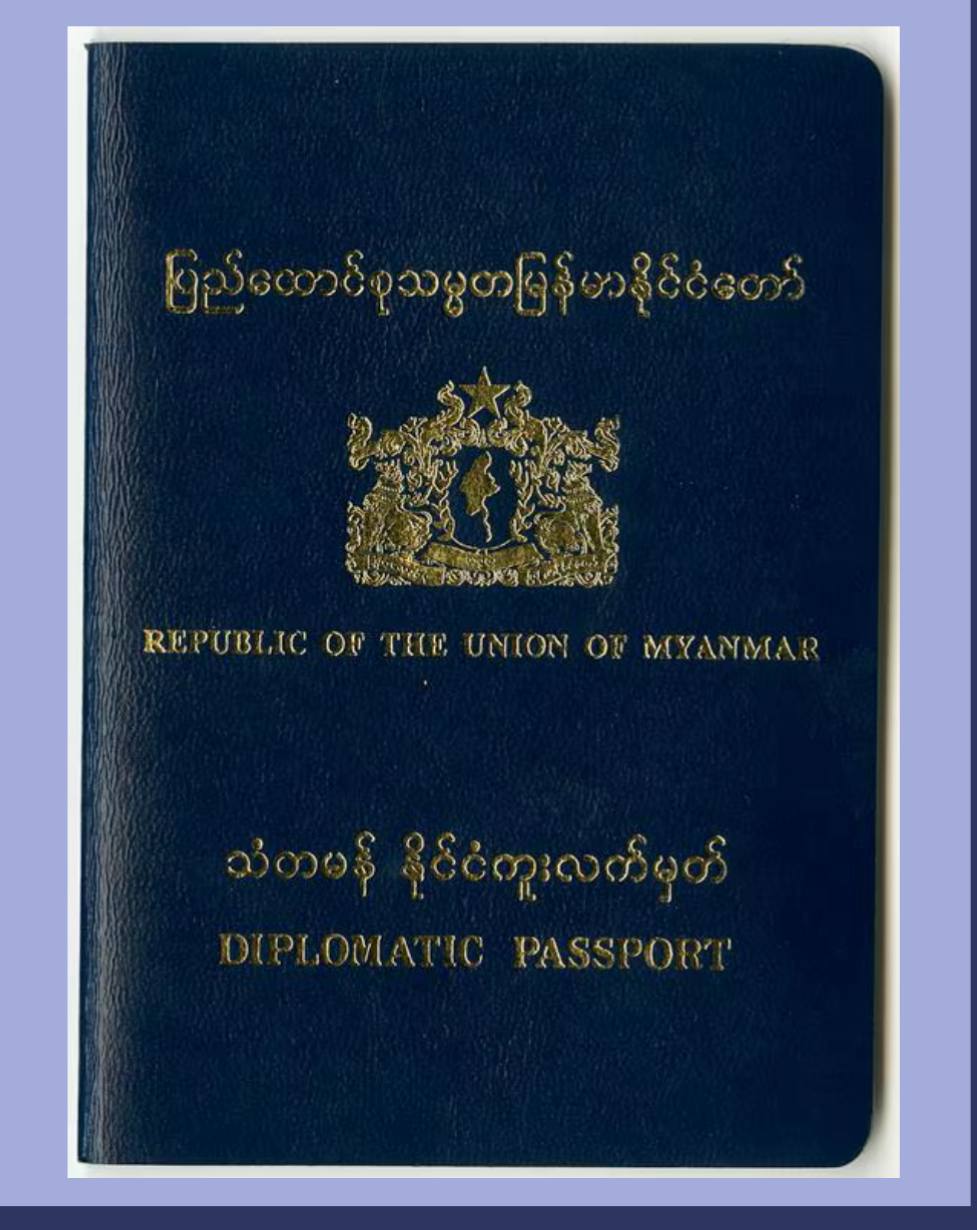 ပြည်ထောင်စုသမ္မတမြန်မာနိုင်ငံတော်
REPUBLIC OF THE UNION OF MYANMAR
သံတမန် နိုင်ငံကူးလက်မှတ်
DIPLOMATIC PASSPORT